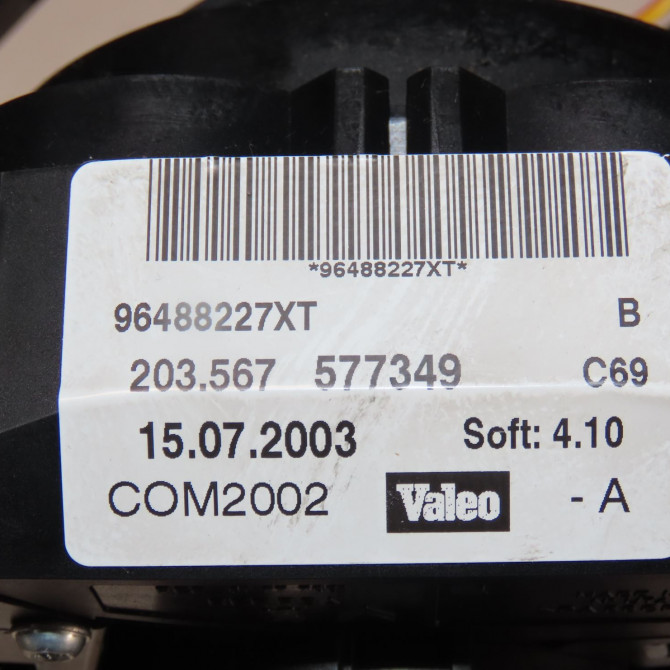 *96488227XT*
96488227XT B
203.567 577349 C69
15.07.2003 Soft: 4.10
COM2002 Valeo - A